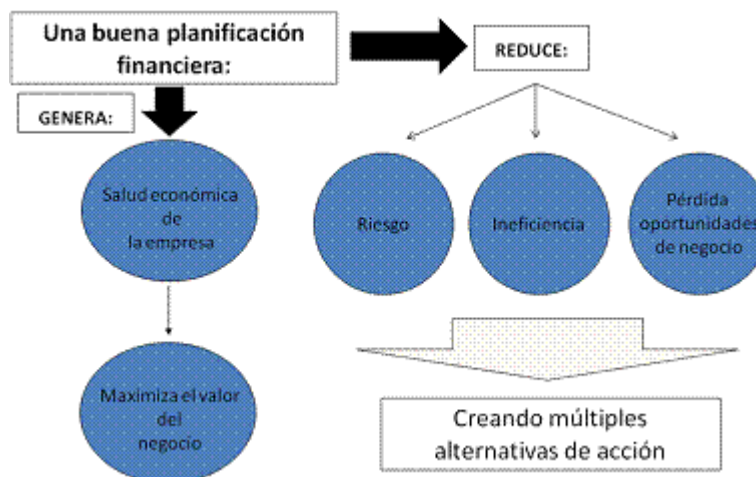 Una buena planificación
financiera:
REDUCE:
GENERA:
Salud económica
de
la empresa
Riesgo
Ineficiencia
Pérdida
oportunidades
de negocio
Maximiza el valor
del
negocio
Creando múltiples
alternativas de acción